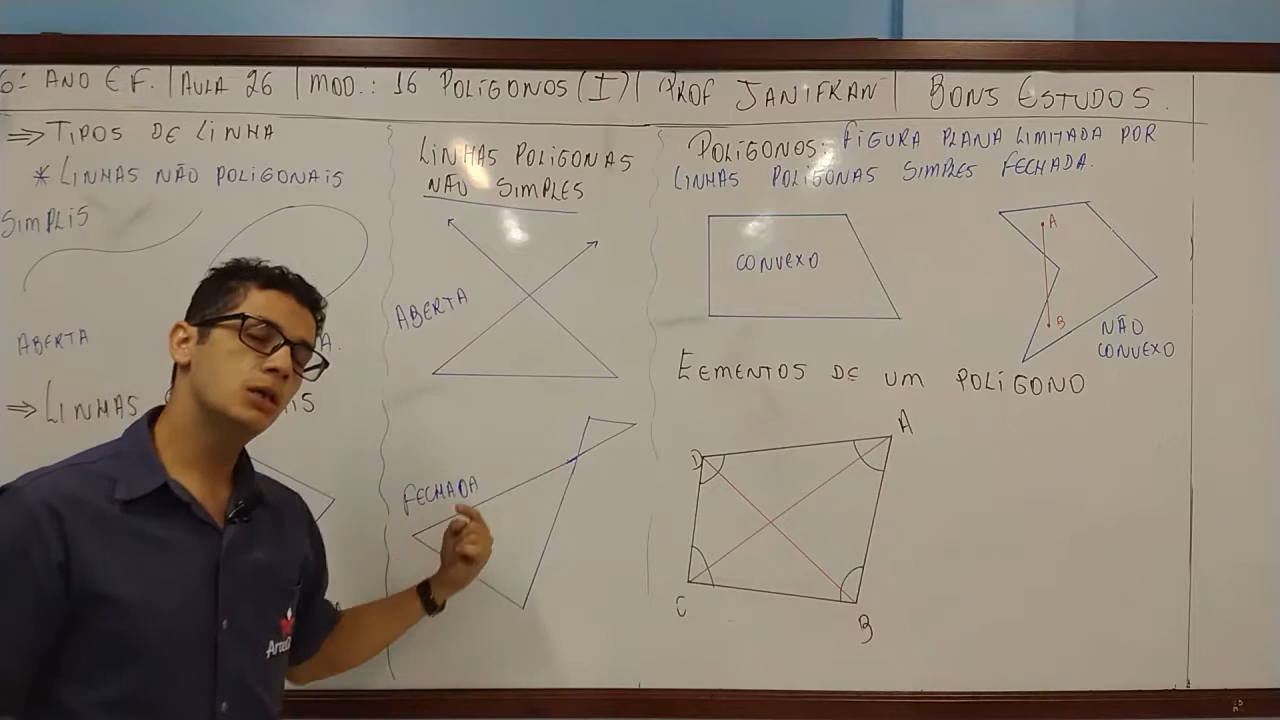 6º ANO E F. | AULA 26 | MOD.: 16 POLÍGONOS (I) | PROF JANIFRAN | BONS ESTUDOS.
⇒ TIPOS DE LINHA
* LINHAS NÃO POLIGONAIS
SIMPLIS
ABERTA
⇒ LINHAS
LINHAS POLIGONAS
NÃO SIMPLES
ABERTA
FECHADA
POLÍGONOS: FIGURA PLANA LIMITADA POR
LINHAS POLIGONAS SIMPLES FECHADA.
CONVEXO
A
B
NÃO
CONVEXO
EEMENTOS DE UM POLÍGONO
A
D
C
B